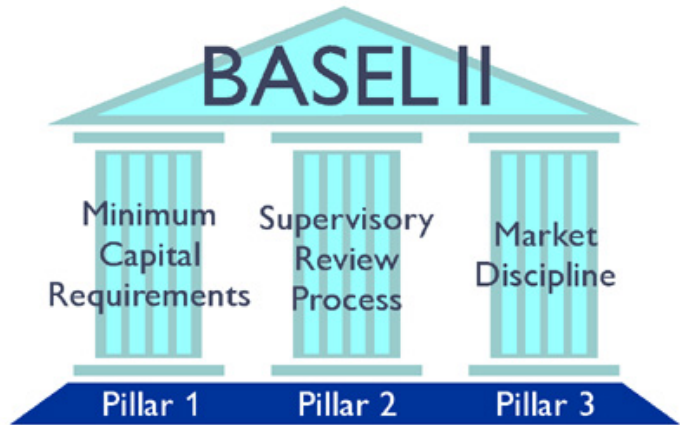 BASEL II
Minimum
Capital
Requirements
Supervisory
Review
Process
Market
Discipline
Pillar 1
Pillar 2
Pillar 3